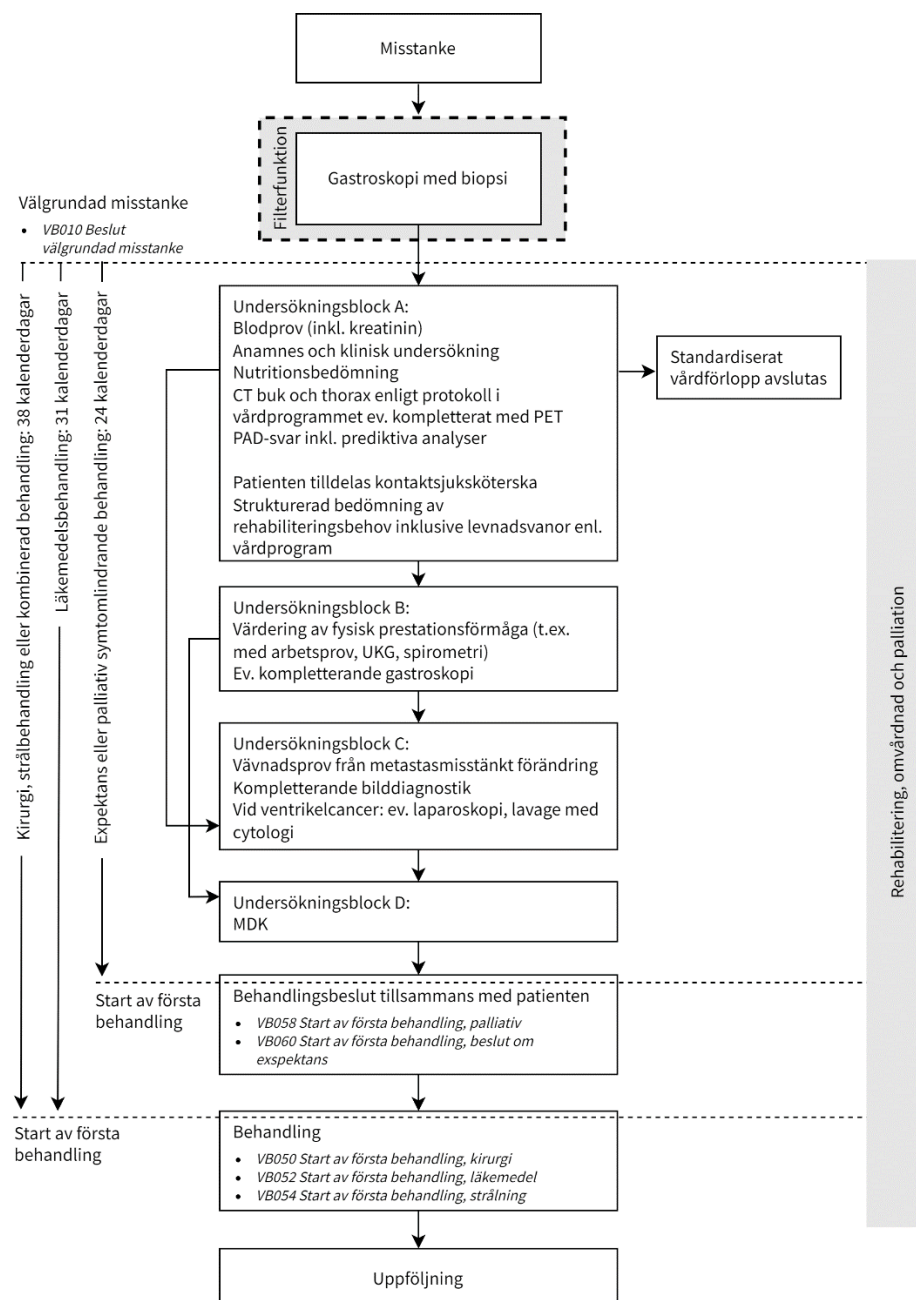 Misstanke
Filterfunktion
Gastroskopi med biopsi
Välgrundad misstanke
• VB010 Beslut
välgrundad misstanke
Kirurgi, strålbehandling eller kombinerad behandling: 38 kalenderdagar
Läkemedelsbehandling: 31 kalenderdagar
Expektans eller palliativ symtomlindrande behandling: 24 kalenderdagar
Undersökningsblock A:
Blodprov (inkl. kreatinin)
Anamnes och klinisk undersökning
Nutritionsbedömning
CT buk och thorax enligt protokoll i
vårdprogrammet ev. kompletterat med PET
PAD-svar inkl. prediktiva analyser
Patienten tilldelas kontaktsjuksköterska
Strukturerad bedömning av
rehabiliteringsbehov inklusive levnadsvanor enl.
vårdprogram
Standardiserat
vårdförlopp avslutas
Undersökningsblock B:
Värdering av fysisk prestationsförmåga (t.ex.
med arbetsprov, UKG, spirometri)
Ev. kompletterande gastroskopi
Undersökningsblock C:
Vävnadsprov från metastasmisstänkt förändring
Kompletterande bilddiagnostik
Vid ventrikelcancer: ev. laparoskopi, lavage med
cytologi
Undersökningsblock D:
MDK
Rehabilitering, omvårdnad och palliation
Start av första
behandling
Behandlingsbeslut tillsammans med patienten
• VB058 Start av första behandling, palliativ
• VB060 Start av första behandling, beslut om
exspektans
Start av första
behandling
Behandling
• VB050 Start av första behandling, kirurgi
• VB052 Start av första behandling, läkemedel
• VB054 Start av första behandling, strålning
Uppföljning